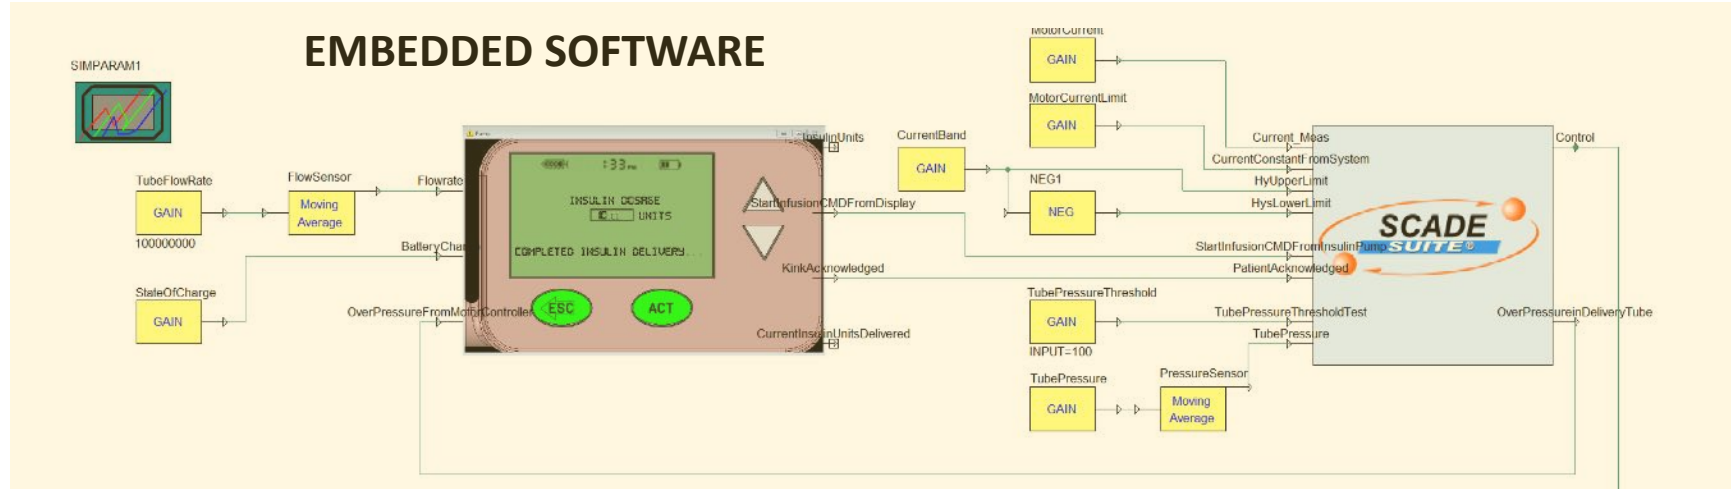 EMBEDDED SOFTWARE
SIMPARAM1
TubeFlowRate
GAIN
100000000
FlowSensor
Moving
Average
Flowrate
StateOfCharge
GAIN
OverPressureFromMotorController
:33
INSULIN DOSASE
UNITS
COMPLETED INSULIN DELIVERY...
ESC
ACT
InsulinUnits
StartInfusionCMDFromDisplay
KinkAcknowledged
CurrentInsulinUnitsDelivered
CurrentBand
GAIN
MotorCurrent
GAIN
MotorCurrentLimit
GAIN
NEG1
NEG
TubePressureThreshold
GAIN
INPUT=100
TubePressure
GAIN
PressureSensor
Moving
Average
Current_Meas
CurrentConstantFromSystem
HyUpperLimit
HysLowerLimit
StartInfusionCMDFromInsulinPump
PatientAcknowledged
TubePressureThresholdTest
TubePressure
SCADE
SUITE®
Control
OverPressureinDeliveryTube